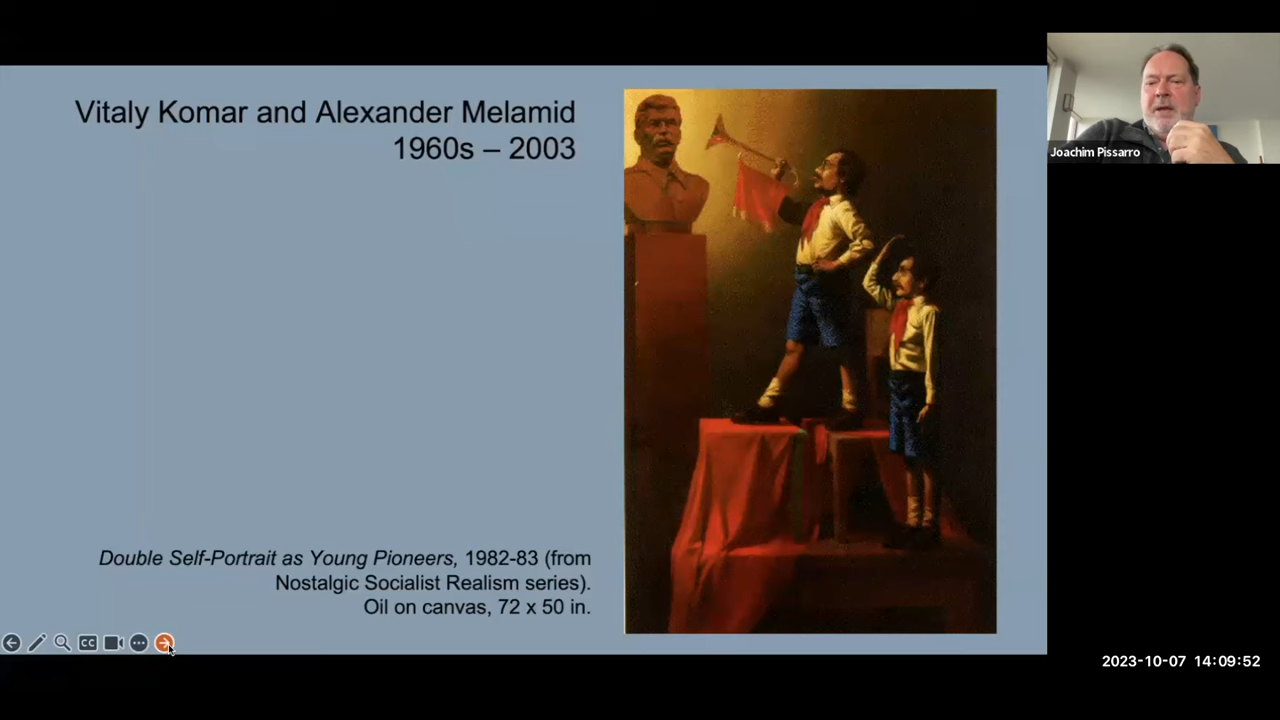 Vitaly Komar and Alexander Melamid
1960s – 2003
Joachim Pissarro
Double Self-Portrait as Young Pioneers, 1982-83 (from
Nostalgic Socialist Realism series).
Oil on canvas, 72 x 50 in.
CC
2023-10-07 14:09:52